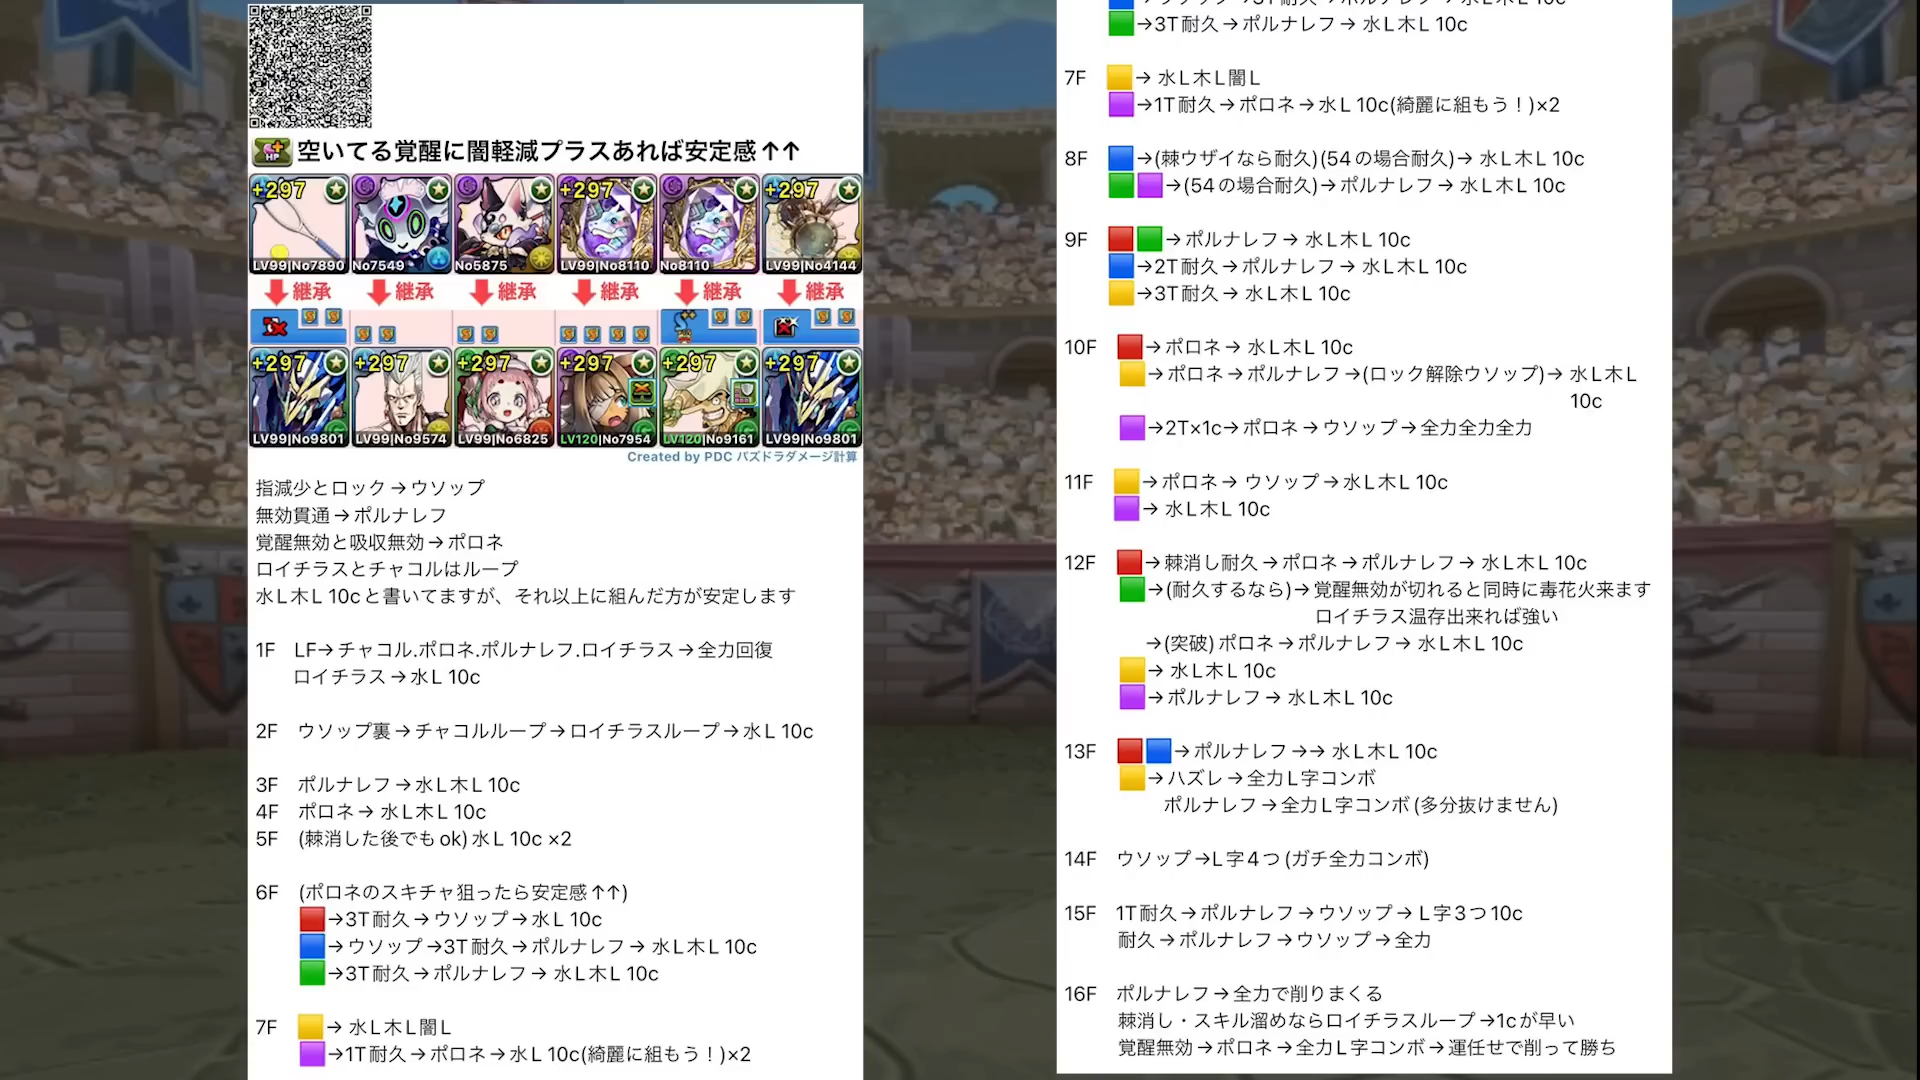 空いてる覚醒に闇軽減プラスあれば安定感↑↑
+297 +297 +297 +297
LV99|No7890 No7549 No5875 LV99|No8110 No8110 LV99|No4144
継承 継承 継承 継承 継承 継承
+297 +297 +297 +297 +297 +297
LV99|No9801 LV99|No9574 LV99|No6825 LV120|No7954 LV120|No9161 LV99|No9801
Created by PDC パズドラダメージ計算
指減少とロック→ウソップ
無効貫通→ポルナレフ
覚醒無効と吸収無効→ポロネ
ロイチラスとチャコルはループ
水L木L 10cと書いてますが、それ以上に組んだ方が安定します
1F LF→チャコル.ポロネ.ポルナレフ.ロイチラス→全力回復
ロイチラス→水L 10c
2F ウソップ裏→チャコルループ→ロイチラスループ→水L 10c
3F ポルナレフ→水L木L 10c
4F ポロネ→ 水L木L 10c
5F (棘消した後でもok) 水L 10c ×2
6F (ポロネのスキチャ狙ったら安定感↑↑)
→3T耐久→ウソップ→水L 10c
→ウソップ→3T耐久→ポルナレフ→ 水L木L 10c
→3T耐久→ポルナレフ→ 水L木L 10c
7F → 水L木L闇L
→1T耐久→ポロネ→水L 10c(綺麗に組もう！)×2
→ウソップ→3T耐久→ポルナレフ→ 水L木L 10c
→3T耐久→ポルナレフ→ 水L木L 10c
7F → 水L木L闇L
→1T耐久→ポロネ→水L 10c(綺麗に組もう！)×2
8F →(棘ウザイなら耐久)(54の場合耐久)→ 水L木L 10c
→(54の場合耐久)→ポルナレフ→ 水L木L 10c
9F →ポルナレフ→ 水L木L 10c
→2T耐久→ポルナレフ→ 水L木L 10c
→3T耐久→ 水L木L 10c
10F →ポロネ→ 水L木L 10c
→ポロネ→ポルナレフ→(ロック解除ウソップ)→ 水L木L
10c
→2T×1c→ポロネ→ウソップ→全力全力全力
11F →ポロネ→ ウソップ→水L木L 10c
→ 水L木L 10c
12F →棘消し耐久→ポロネ→ポルナレフ→ 水L木L 10c
→(耐久するなら)→覚醒無効が切れると同時に毒花火来ます
ロイチラス温存出来れば強い
→(突破) ポロネ→ポルナレフ→ 水L木L 10c
→ 水L木L 10c
→ポルナレフ→ 水L木L 10c
13F →ポルナレフ→→ 水L木L 10c
→ハズレ→全力L字コンボ
ポルナレフ→全力L字コンボ (多分抜けません)
14F ウソップ→L字4つ (ガチ全力コンボ)
15F 1T耐久→ポルナレフ→ウソップ→ L字3つ 10c
耐久→ポルナレフ→ウソップ→全力
16F ポルナレフ→全力で削りまくる
棘消し・スキル溜めならロイチラスループ→1cが早い
覚醒無効→ポロネ→全力L字コンボ→運任せで削って勝ち